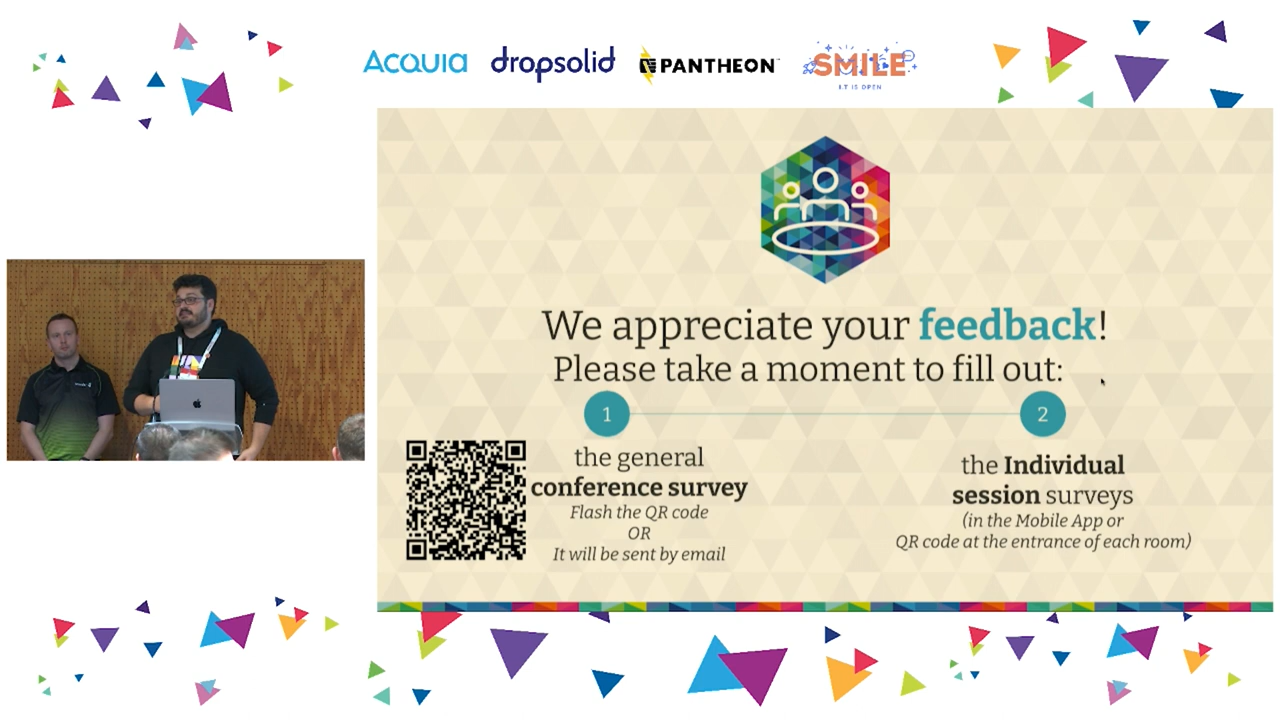 ACQUIA
dropsolid
PANTHEON
SMILE
I.T IS OPEN
We appreciate your feedback!
Please take a moment to fill out:
1
2
the general
conference survey
Flash the QR code
OR
It will be sent by email
the Individual
session surveys
(in the Mobile App or
QR code at the entrance of each room)